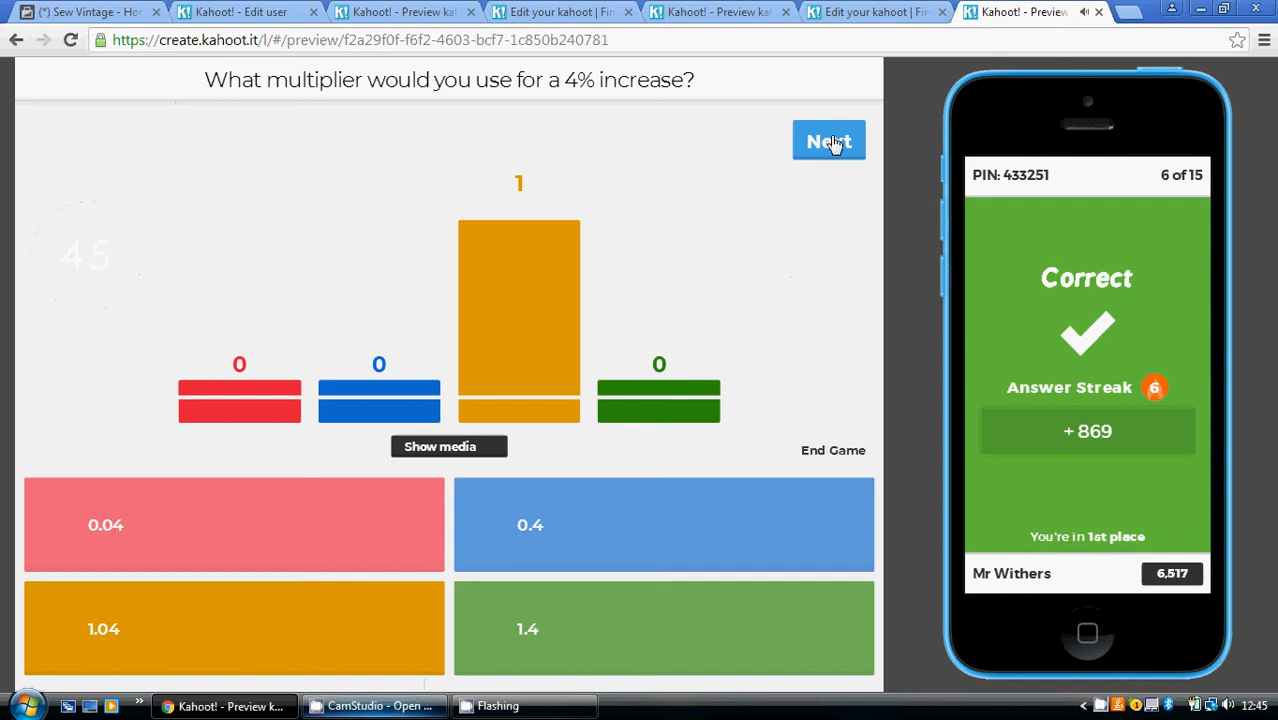 (*) Sew Vintage - Ho
Kahoot! - Edit user
Kahoot! - Preview ka
Edit your kahoot | Fin
Kahoot! - Preview ka
Edit your kahoot | Fin
Kahoot! - Preview
https://create.kahoot.it/l/#/preview/f2a29f0f-f6f2-4603-bcf7-1c850b240781
What multiplier would you use for a 4% increase?
Next
1
45
0 0 0
Show media
End Game
0.04
0.4
1.04
1.4
PIN: 433251 6 of 15
Correct
Answer Streak 6
+ 869
You're in 1st place
Mr Withers 6,517
Kahoot! - Preview k...
CamStudio - Open ...
Flashing
12:45